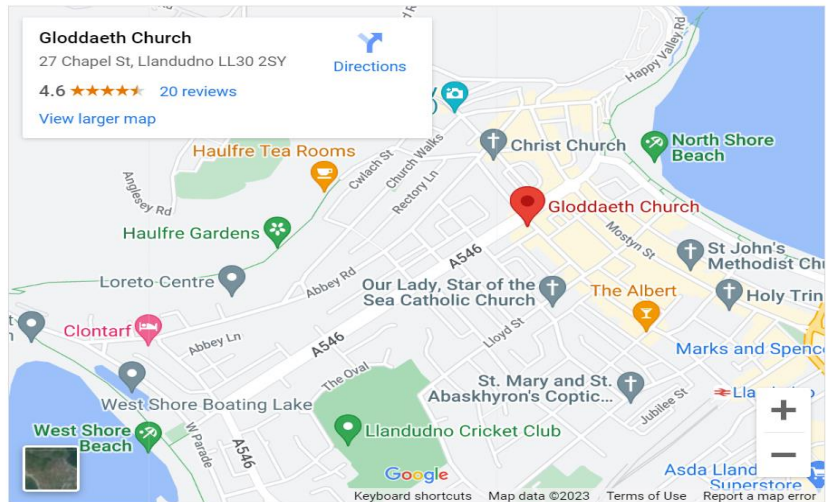 Gloddaeth Church
27 Chapel St, Llandudno LL30 2SY
4.6
20 reviews
View larger map
Directions
Happy Valley Rd
Christ Church
North Shore
Beach
Haulfre Tea Rooms
Cwlach St
Church Walks
Rectory Ln
Anglesey Rd
Gloddaeth Church
Haulfre Gardens
Mostyn St
St John's
Methodist Chu
A546
Loreto Centre
Abbey Rd
Our Lady, Star of the
Sea Catholic Church
The Albert
Holy Trin
Clontarf
Abbey Ln
A546
Lloyd St
Marks and Spenc
The Oval
St. Mary and St.
Abaskhyron's Coptic...
West Shore Boating Lake
Jubilee St
West Shore
Beach
W Parade
A546
Llandudno Cricket Club
Google
Asda Lland
Superstore
Keyboard shortcuts
Map data ©2023
Terms of Use
Report a map error